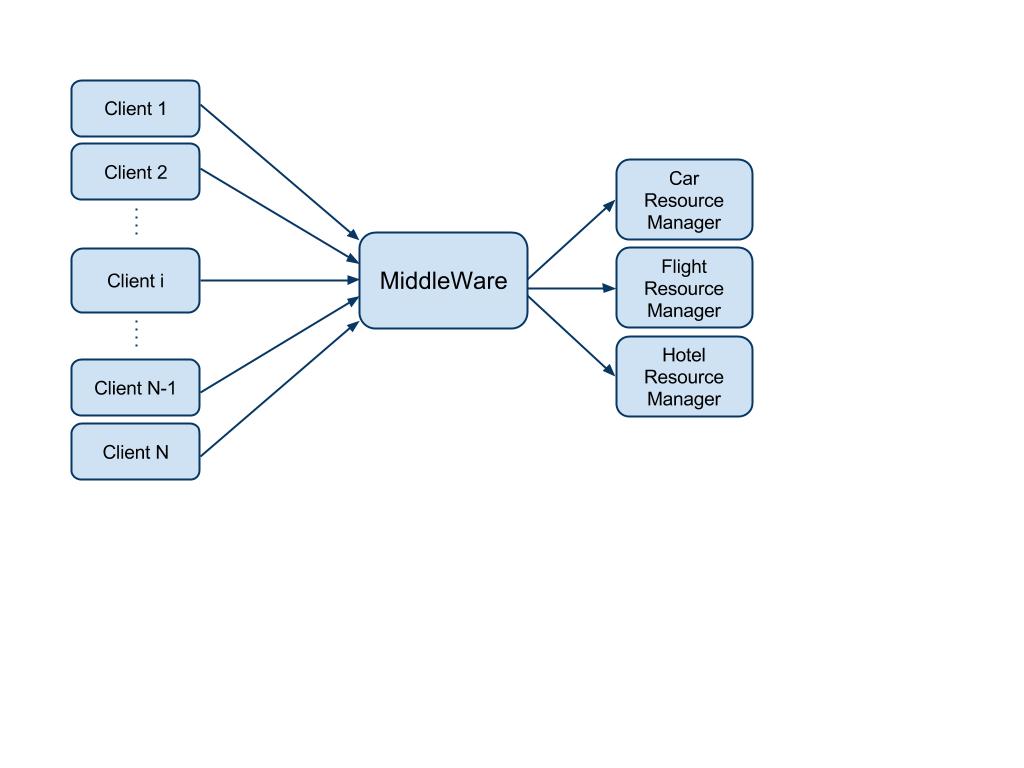 Client 1
Client 2
Client i
Client N-1
Client N
MiddleWare
Car
Resource
Manager
Flight
Resource
Manager
Hotel
Resource
Manager